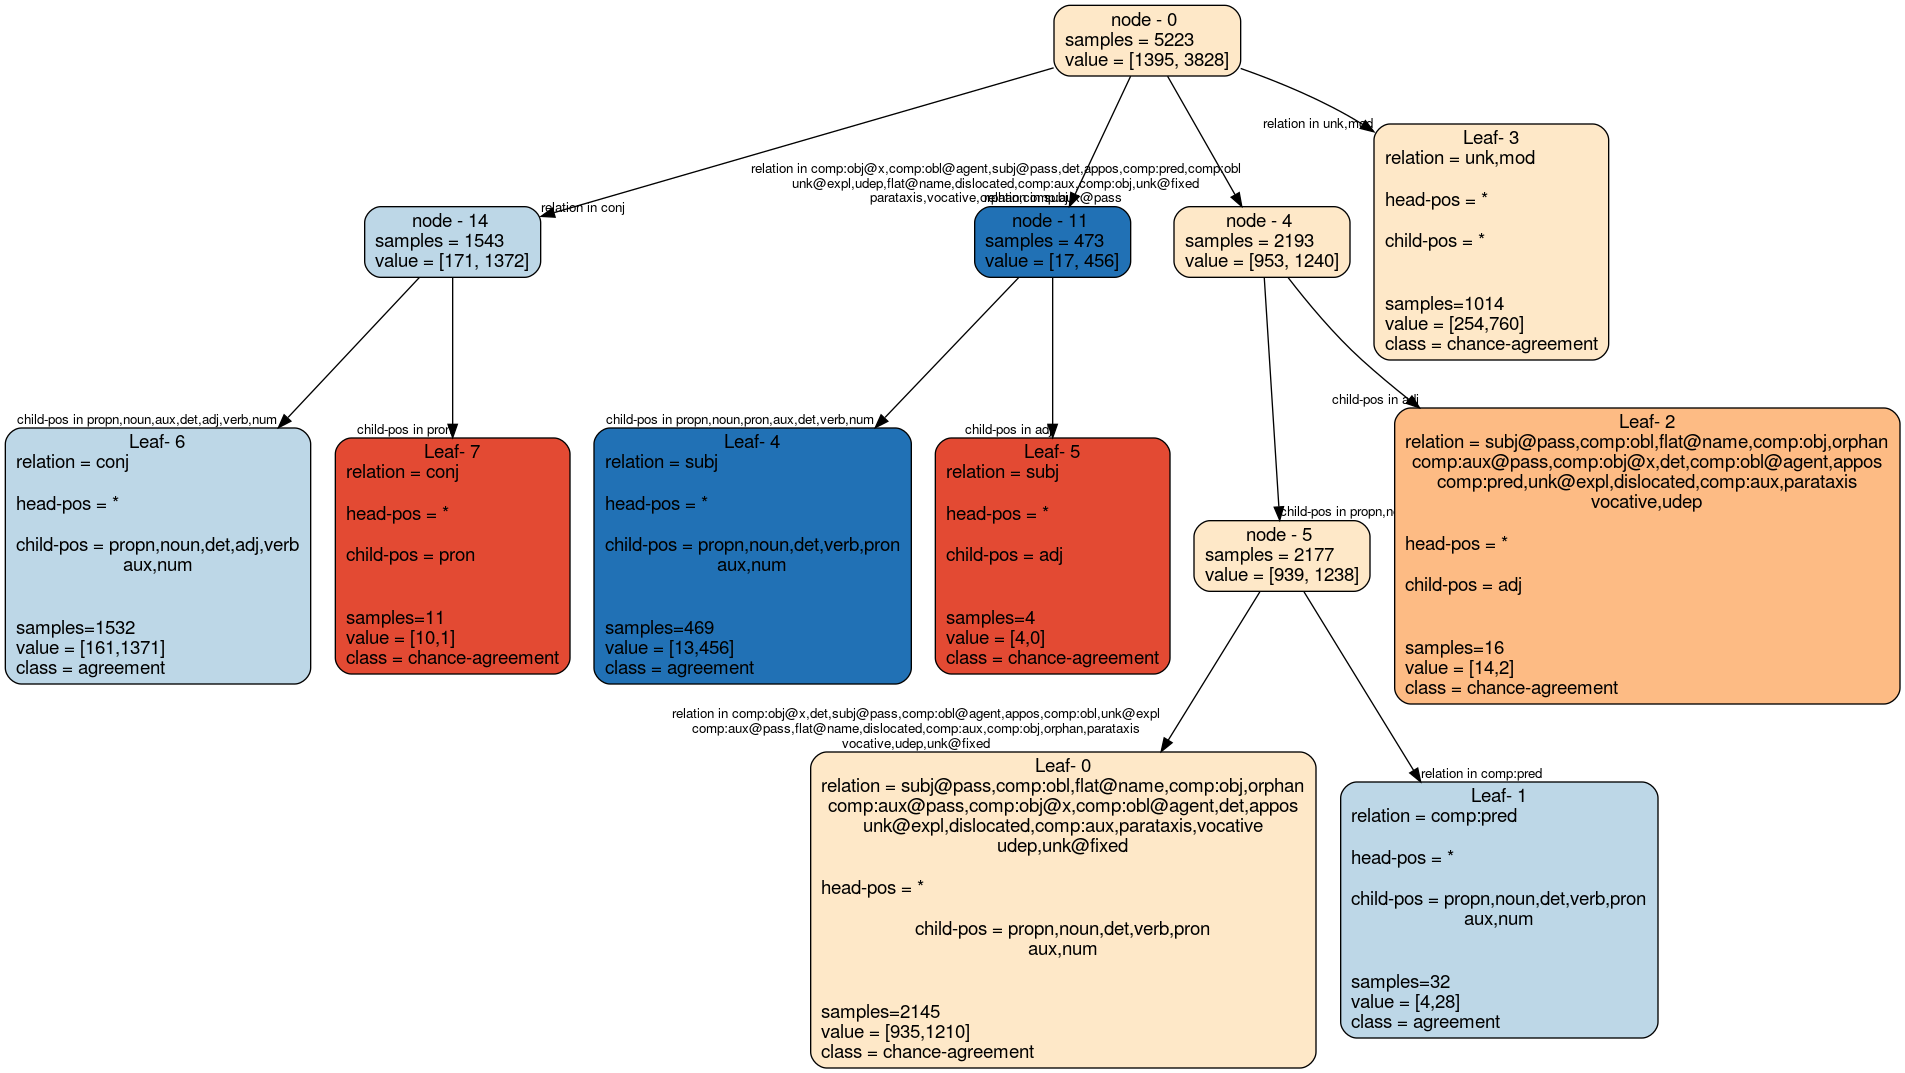 node - 0
samples = 5223
value = [1395, 3828]
relation in unk,mod
Leaf- 3
relation = unk,mod
head-pos = *
child-pos = *
samples=1014
value = [254,760]
class = chance-agreement
relation in comp:obj@x,comp:obl@agent,subj@pass,det,appos,comp:pred,comp:obl
unk@expl,udep,flat@name,dislocated,comp:aux,comp:obj,unk@fixed
parataxis,vocative,orphan,comp:aux@pass
relation in subj
relation in conj
node - 14
samples = 1543
value = [171, 1372]
node - 11
samples = 473
value = [17, 456]
node - 4
samples = 2193
value = [953, 1240]
child-pos in propn,noun,aux,det,adj,verb,num
Leaf- 6
relation = conj
head-pos = *
child-pos = propn,noun,det,adj,verb
aux,num
samples=1532
value = [161,1371]
class = agreement
child-pos in pron
Leaf- 7
relation = conj
head-pos = *
child-pos = pron
samples=11
value = [10,1]
class = chance-agreement
child-pos in propn,noun,pron,aux,det,verb,num
Leaf- 4
relation = subj
head-pos = *
child-pos = propn,noun,det,verb,pron
aux,num
samples=469
value = [13,456]
class = agreement
child-pos in adj
Leaf- 5
relation = subj
head-pos = *
child-pos = adj
samples=4
value = [4,0]
class = chance-agreement
child-pos in adj
Leaf- 2
relation = subj@pass,comp:obl,flat@name,comp:obj,orphan
comp:aux@pass,comp:obj@x,det,comp:obl@agent,appos
comp:pred,unk@expl,dislocated,comp:aux,parataxis
vocative,udep
head-pos = *
child-pos = adj
samples=16
value = [14,2]
class = chance-agreement
child-pos in propn,
node - 5
samples = 2177
value = [939, 1238]
relation in comp:obj@x,det,subj@pass,comp:obl@agent,appos,comp:obl,unk@expl
comp:aux@pass,flat@name,dislocated,comp:aux,comp:obj,orphan,parataxis
vocative,udep,unk@fixed
Leaf- 0
relation = subj@pass,comp:obl,flat@name,comp:obj,orphan
comp:aux@pass,comp:obj@x,comp:obl@agent,det,appos
unk@expl,dislocated,comp:aux,parataxis,vocative
udep,unk@fixed
head-pos = *
child-pos = propn,noun,det,verb,pron
aux,num
samples=2145
value = [935,1210]
class = chance-agreement
relation in comp:pred
Leaf- 1
relation = comp:pred
head-pos = *
child-pos = propn,noun,det,verb,pron
aux,num
samples=32
value = [4,28]
class = agreement